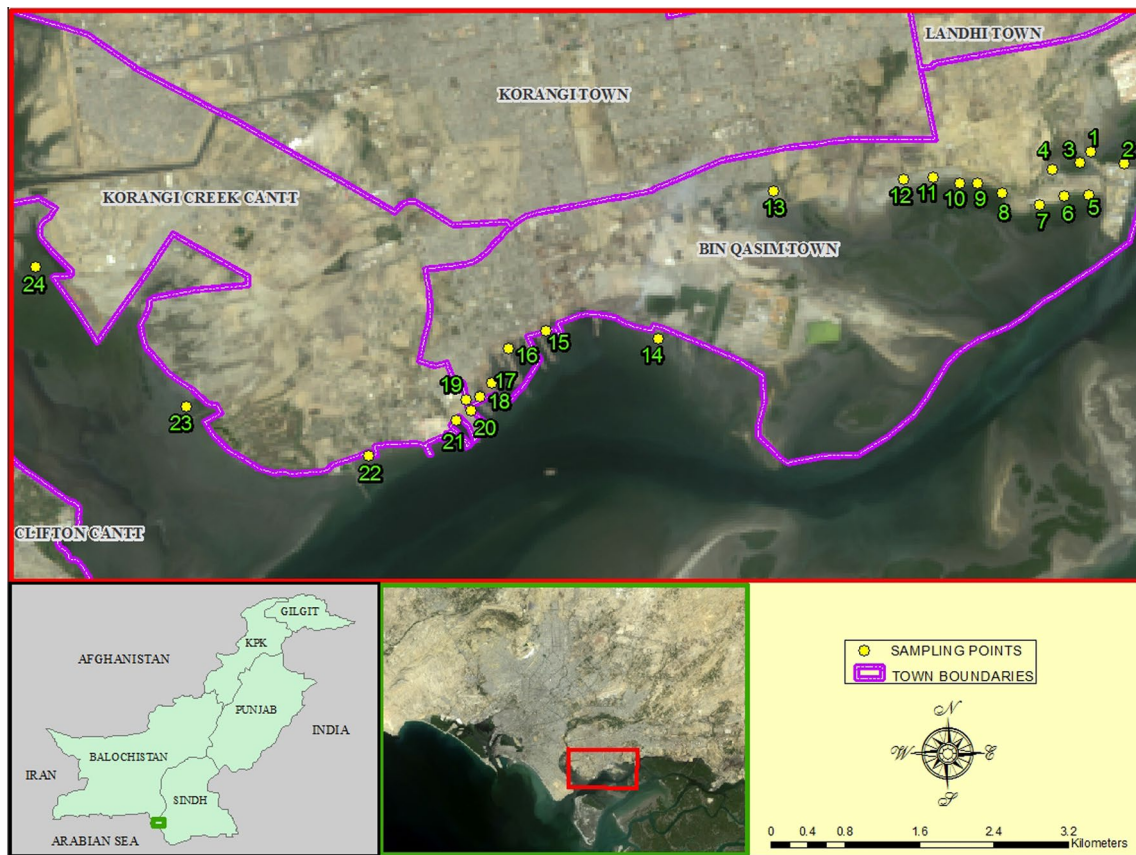 LANDHI TOWN
KORANGI TOWN
1
2
3
4
KORANGI CREEK CANTT
13
12
11
10
9
8
7
6
5
BIN QASIM TOWN
24
15
14
16
17
19
18
20
23
21
22
CLIFTON CANTT
GILGIT
KPK
AFGHANISTAN
PUNJAB
INDIA
BALOCHISTAN
IRAN
SINDH
ARABIAN SEA
SAMPLING POINTS
TOWN BOUNDARIES
N
W
E
S
0 0.4 0.8 1.6 2.4 3.2
Kilometers